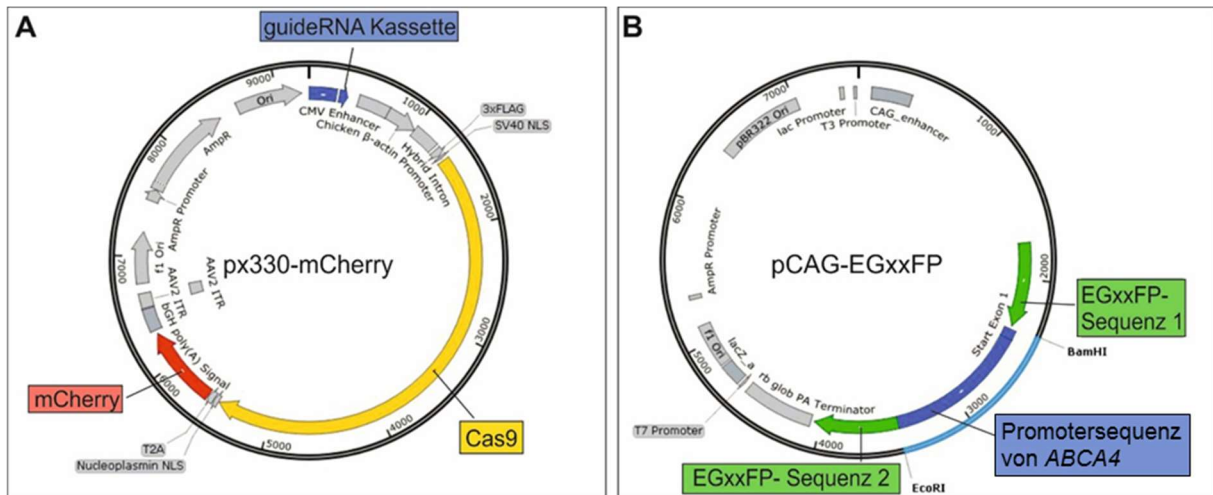 A
guideRNA Kassette
9000
Ori
CMV Enhancer
Chicken β-actin Promoter
Hybrid Intron
1000
3xFLAG
SV40 NLS
8000
AmpR
AmpR Promoter
2000
px330-mCherry
7000
f1 Ori
AAV2 ITR
AAV2 ITR
bGH poly(A) Signal
3000
mCherry
6000
T2A
Nucleoplasmin NLS
5000
4000
Cas9
B
7000
lac Promoter
T3 Promoter
CAG_enhancer
pBR322 Ori
1000
6000
AmpR Promoter
pCAG-EGxxFP
2000
EGxxFP-
Sequenz 1
Start Exon 1
BamHI
f1 Ori
lacZ_a
rb glob PA Terminator
5000
3000
T7 Promoter
4000
Promotersequenz
von ABCA4
EGxxFP- Sequenz 2
EcoRI